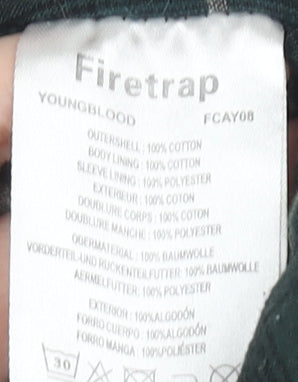 Firetrap
YOUNGBLOOD FCAY08
OUTERSHELL : 100% COTTON
BODY LINING : 100% COTTON
SLEEVE LINING : 100% POLYESTER
EXTERIEUR : 100% COTON
DOUBLURE CORPS : 100% COTON
DOUBLURE MANCHE : 100% POLYESTER
OBERMATERIAL : 100% BAUMWOLLE
VORDERTEIL-UND RUCKENTEILFUTTER: 100% BAUMWOLLE
AERMELFUTTER: 100% POLYESTER
EXTERIOR : 100%ALGODÓN
FORRO CUERPO : 100%ALGODÓN
FORRO MANGA : 100%POLIÉSTER
30